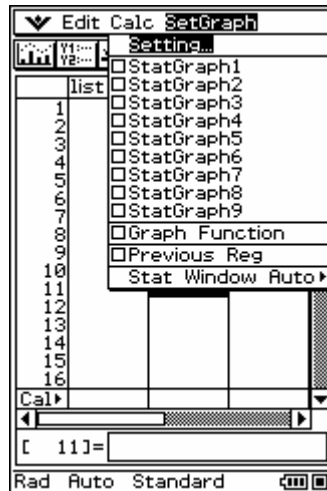 Edit Calc SetGraph
Setting...
Y1:...
Y2:...
list
StatGraph1
StatGraph2
StatGraph3
StatGraph4
StatGraph5
StatGraph6
StatGraph7
StatGraph8
StatGraph9
Graph Function
Previous Reg
Stat Window Auto
1
2
3
4
5
6
7
8
9
10
11
12
13
14
15
16
Cal
[ 11]=
Rad Auto Standard